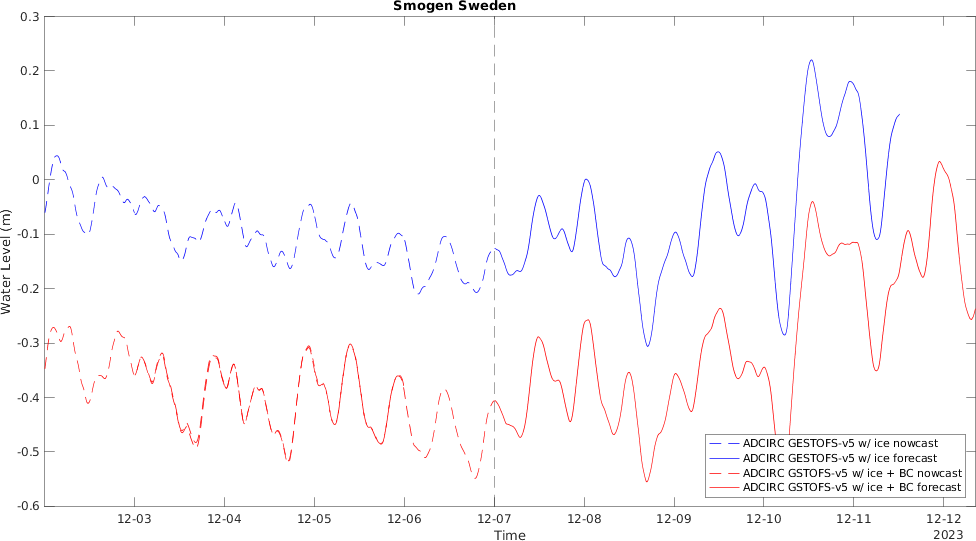 Smogen Sweden
0.3
0.2
0.1
0
-0.1
-0.2
-0.3
-0.4
-0.5
-0.6
Water Level (m)
ADCIRC GESTOFS-v5 w/ ice nowcast
ADCIRC GESTOFS-v5 w/ ice forecast
ADCIRC GSTOFS-v5 w/ ice + BC nowcast
ADCIRC GSTOFS-v5 w/ ice + BC forecast
12-03 12-04 12-05 12-06 12-07 12-08 12-09 12-10 12-11 12-12
Time
2023